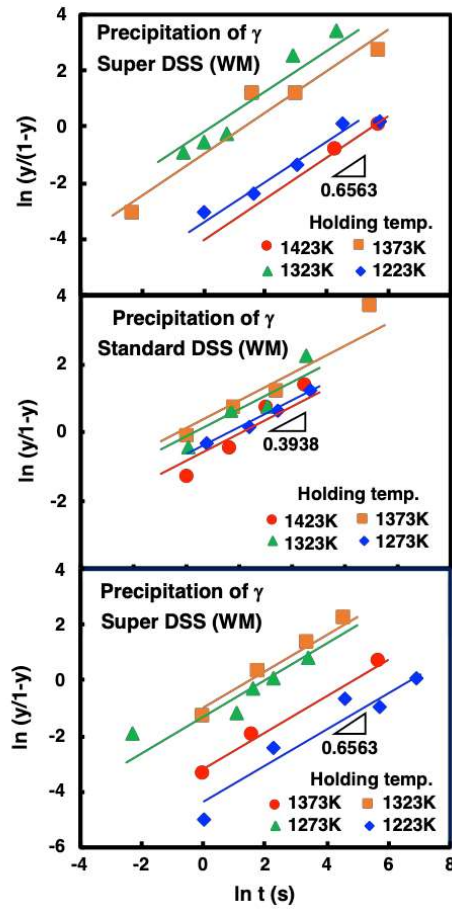 4
2
0
-2
-4
ln (y/(1-y)
Precipitation of γ
Super DSS (WM)
0.6563
Holding temp.
1423K 1373K
1323K 1223K
4
2
0
-2
ln (y/1-y)
Precipitation of γ
Standard DSS (WM)
0.3938
Holding temp.
1423K 1373K
1323K 1273K
4
2
0
-2
-4
-6
ln (y/1-y)
Precipitation of γ
Super DSS (WM)
0.6563
Holding temp.
1373K 1323K
1273K 1223K
-4 -2 0 2 4 6 8
ln t (s)